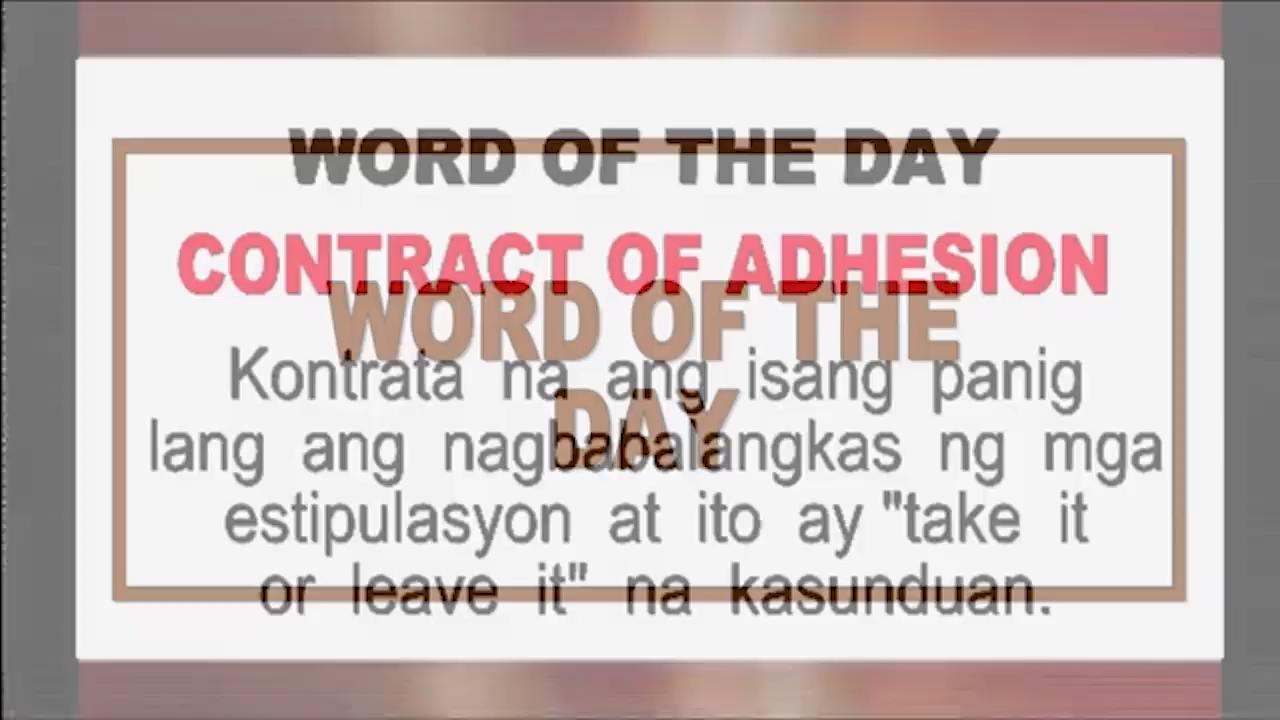 WORD OF THE DAY
CONTRACT OF ADHESION
WORD OF THE
DAY
Kontrata na ang isang panig
lang ang nagbabalangkas ng mga
estipulasyon at ito ay "take it
or leave it" na kasunduan.